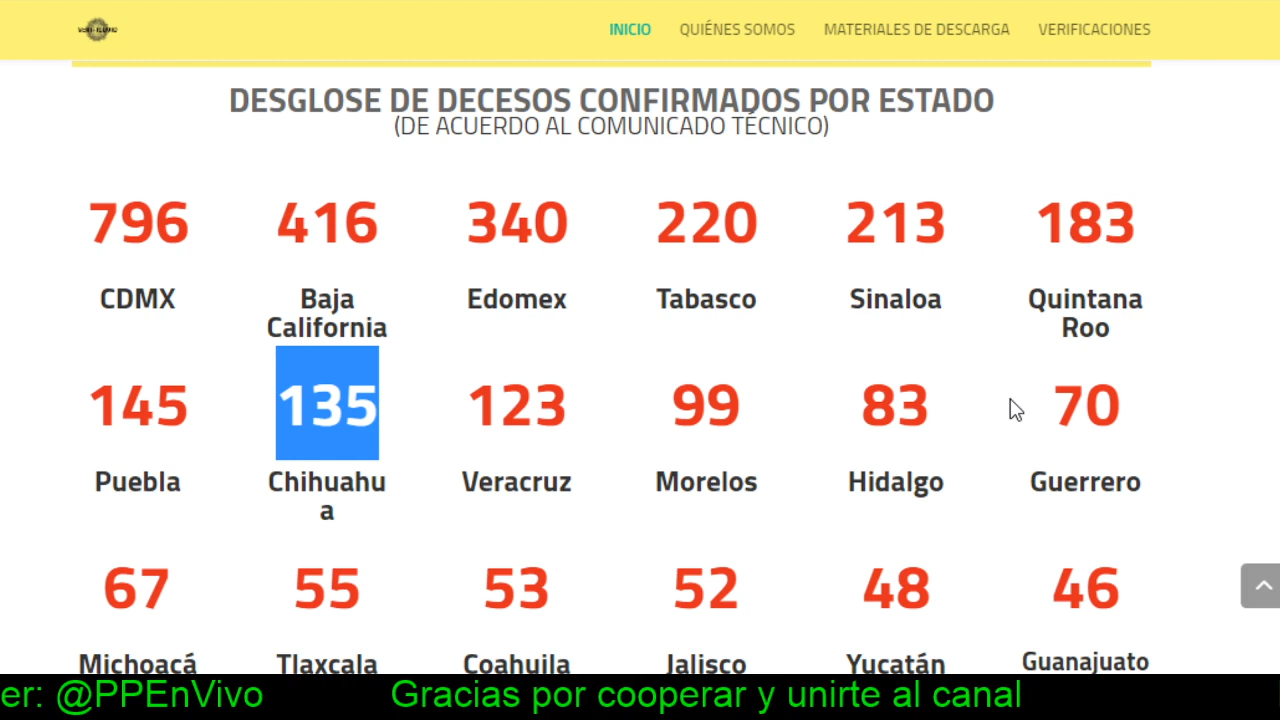 INICIO QUIÉNES SOMOS MATERIALES DE DESCARGA VERIFICACIONES
DESGLOSE DE DECESOS CONFIRMADOS POR ESTADO
(DE ACUERDO AL COMUNICADO TÉCNICO)
796 416 340 220 213 183
CDMX Baja Edomex Tabasco Sinaloa Quintana
California Roo
145 135 123 99 83 70
Puebla Chihuahu Veracruz Morelos Hidalgo Guerrero
a
67 55 53 52 48 46
Michoacá Tlaxcala Coahuila Jalisco Yucatán Guanajuato
er: @PPEnVivo Gracias por cooperar y unirte al canal